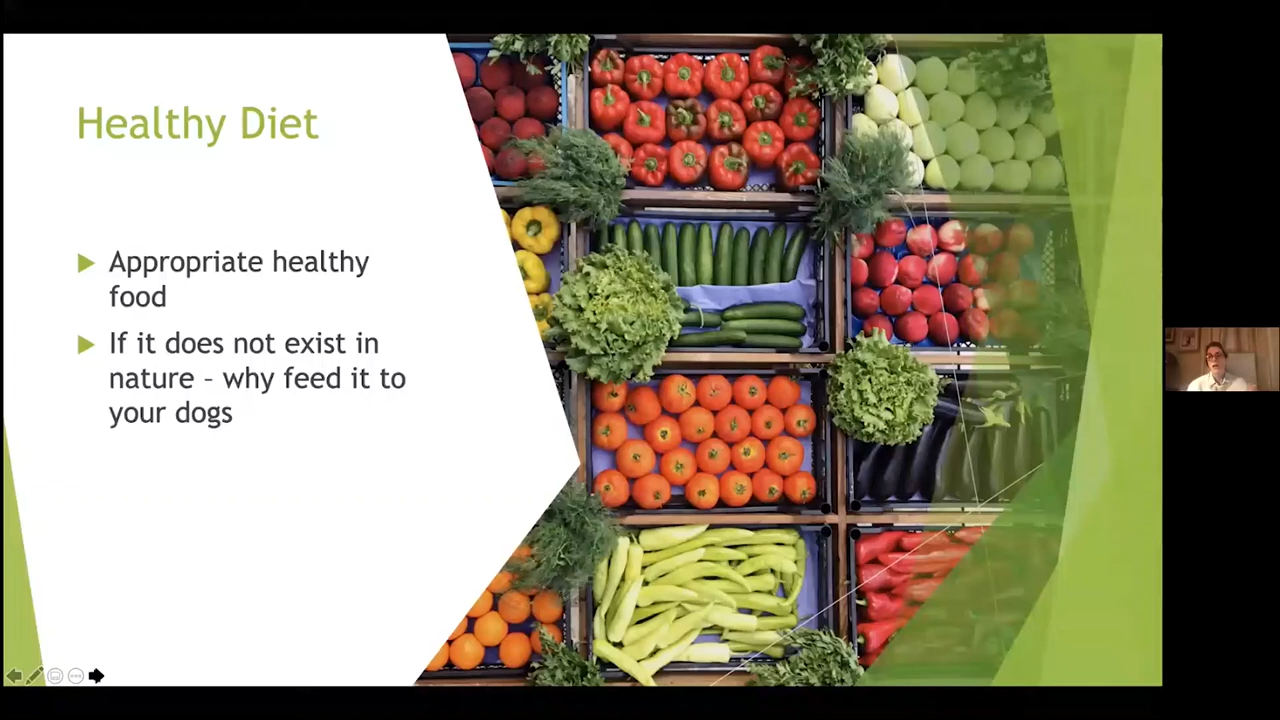 Healthy Diet
Appropriate healthy
food
If it does not exist in
nature – why feed it to
your dogs